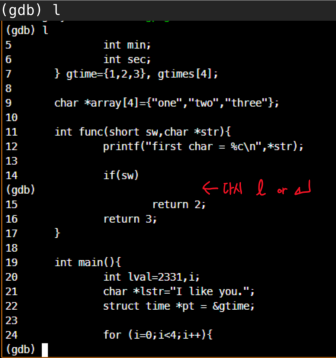 (gdb) l
(gdb) l
5 int min;
6 int sec;
7 } gtime={1,2,3}, gtimes[4];
8
9 char *array[4]={"one","two","three"};
10
11 int func(short sw,char *str){
12 printf("first char = %c\n",*str);
13
14 if(sw)
(gdb)
← 다시 l or
15 return 2;
16 return 3;
17 }
18
19 int main(){
20 int lval=2331,i;
21 char *lstr="I like you.";
22 struct time *pt = &gtime;
23
24 for (i=0;i<4;i++){
(gdb)